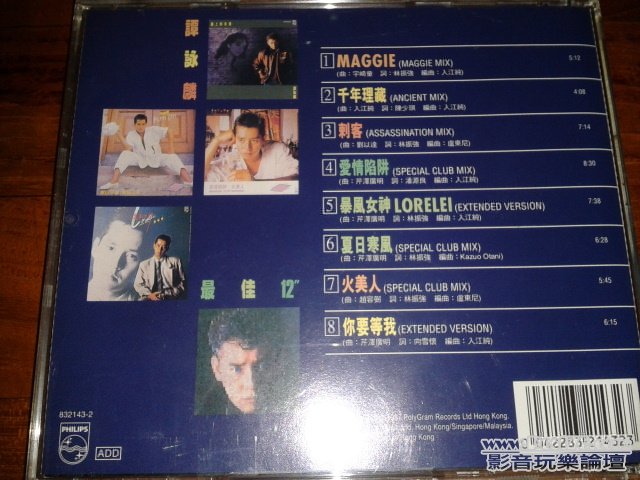 譚詠麟
最佳12"
1 MAGGIE (MAGGIE MIX) 5:12
(曲：宇崎童 詞：林振強 編曲：入江純)
2 千年理藏 (ANCIENT MIX) 4:08
(曲：入江純 詞：陳少琪 編曲：入江純)
3 刺客 (ASSASSINATION MIX) 7:14
(曲：劉以達 詞：林振強 編曲：盧東尼)
4 愛情陷阱 (SPECIAL CLUB MIX) 8:30
(曲：芹澤廣明 詞：潘源良 編曲：入江純)
5 暴風女神 LORELEI (EXTENDED VERSION) 7:38
(曲：芹澤廣明 詞：林振強 編曲：入江純)
6 夏日寒風 (SPECIAL CLUB MIX) 6:28
(曲：芹澤廣明 詞：林振強 編曲：Kazuo Otani)
7 火美人 (SPECIAL CLUB MIX) 5:45
(曲：趙容弼 詞：林振強 編曲：盧東尼)
8 你要等我 (EXTENDED VERSION) 6:15
(曲：芹澤廣明 詞：向雪懷 編曲：入江純)
832143-2
PHILIPS
ADD
PolyGram Records Ltd Hong Kong.
Hong Kong/Singapore/Malaysia.
Hong Kong
影音玩樂論壇